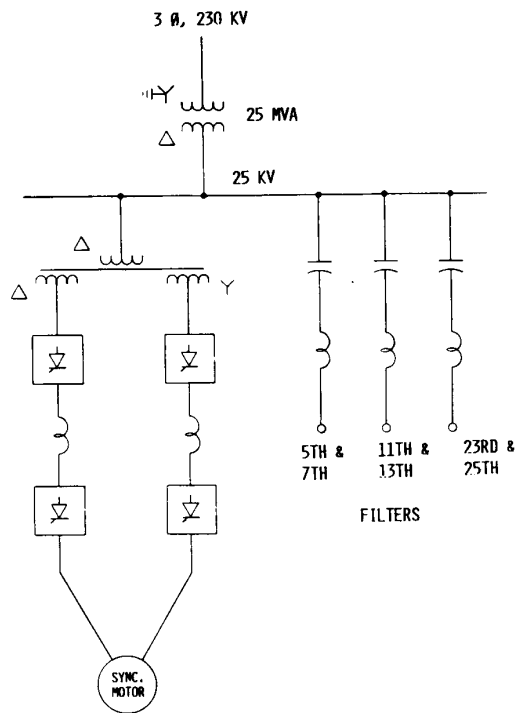 3 Ø, 230 KV
Y
25 MVA
Δ
25 KV
Δ
Δ
Y
5TH &
7TH
11TH &
13TH
23RD &
25TH
FILTERS
SYNC.
MOTOR